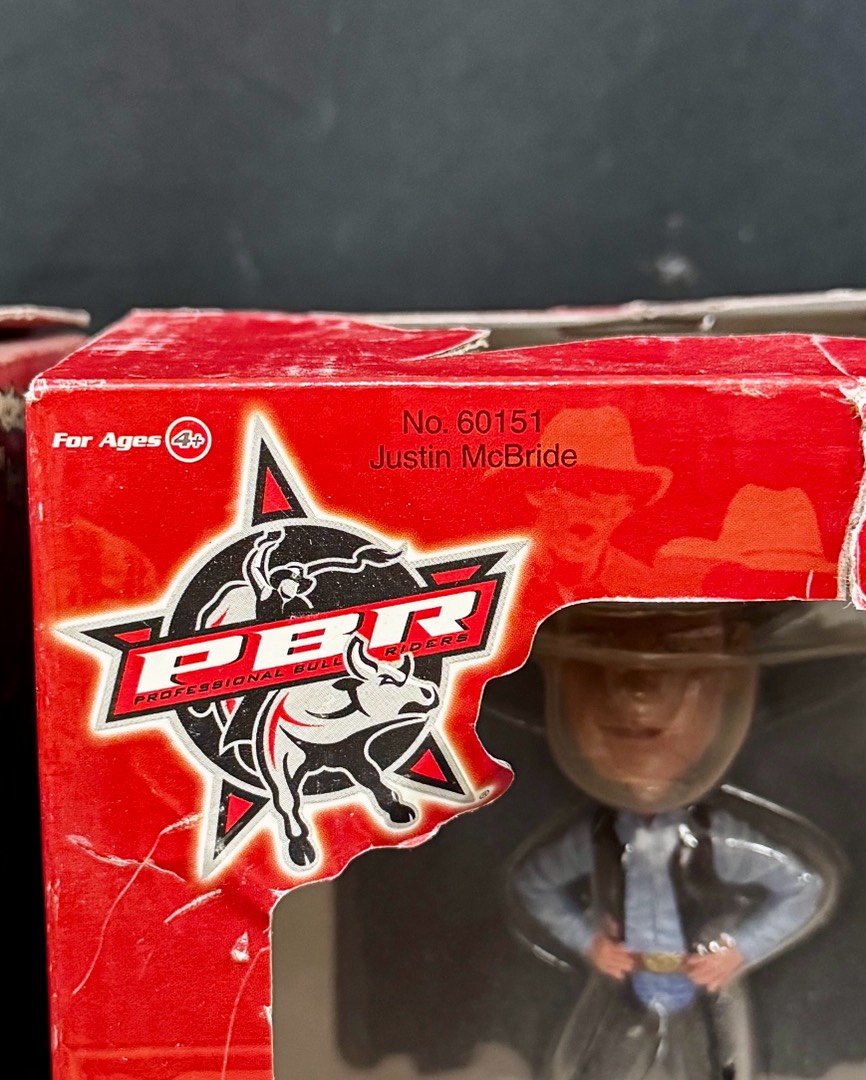 No. 60151
Justin McBride
For Ages 4+
PBR
PROFESSIONAL BULL RIDERS
®